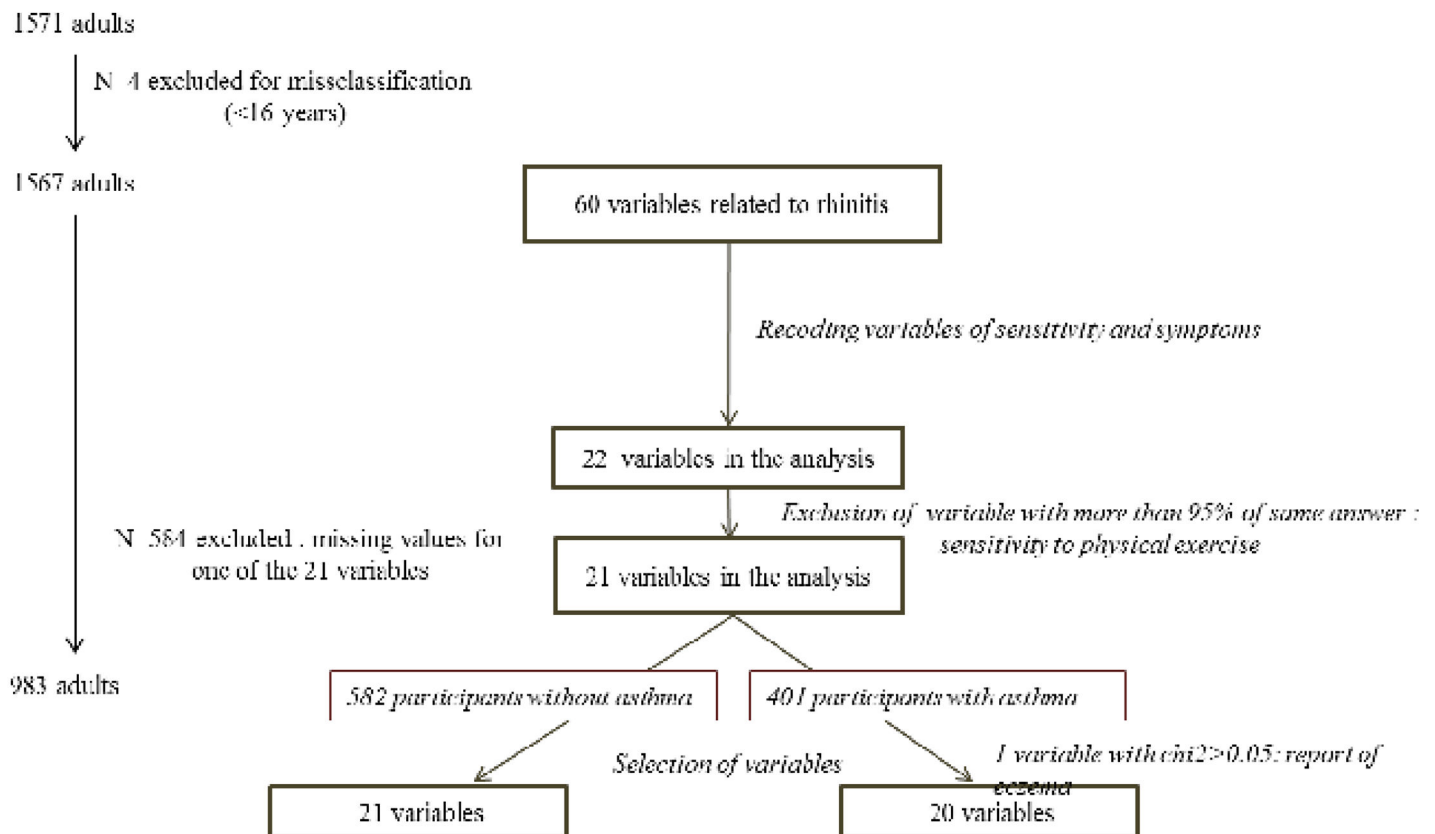 1571 adults
N 4 excluded for missclassification
(<16 years)
1567 adults
60 variables related to rhinitis
Recoding variables of sensitivity and symptoms
22 variables in the analysis
Exclusion of variable with more than 95% of same answer :
sensitivity to physical exercise
N 584 excluded . missing values for
one of the 21 variables
21 variables in the analysis
983 adults
582 participants without asthma
401 participants with asthma
Selection of variables
1 variable with chi2>0.05: report of
eczema
21 variables
20 variables